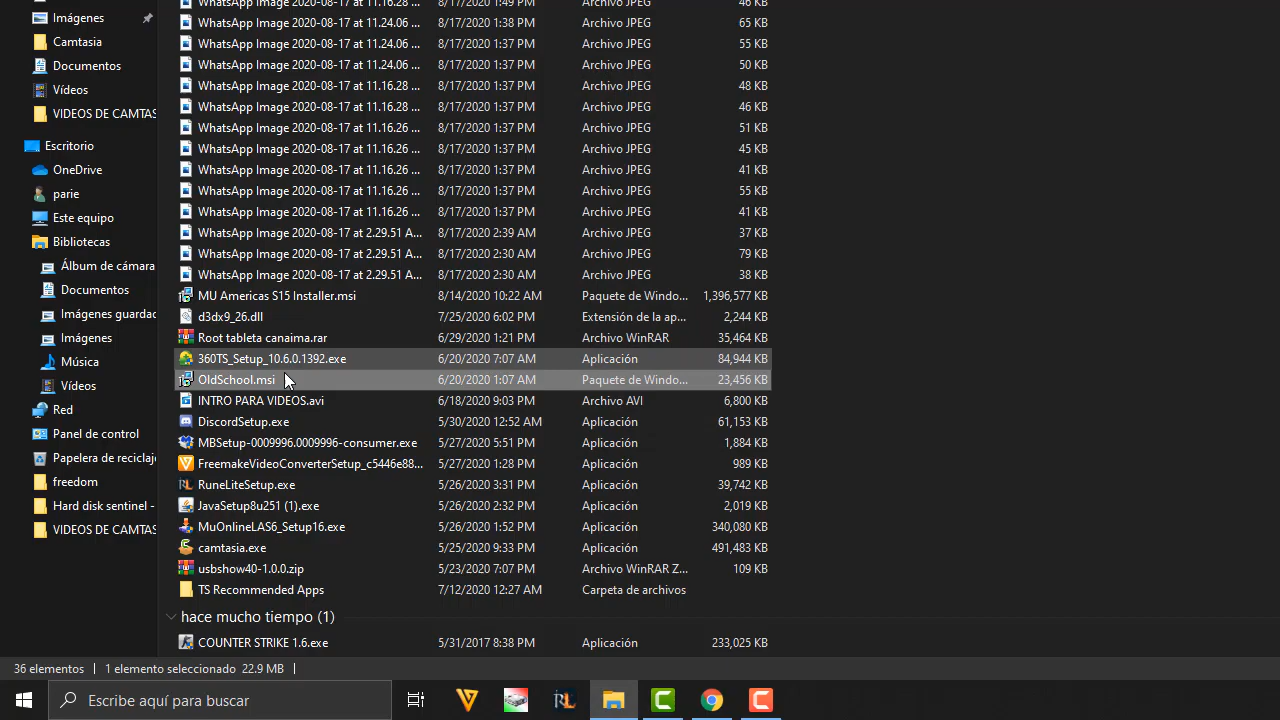 Imágenes
Camtasia
Documentos
Vídeos
VIDEOS DE CAMTAS
Escritorio
OneDrive
parie
Este equipo
Bibliotecas
Álbum de cámara
Documentos
Imágenes guardad
Imágenes
Música
Vídeos
Red
Panel de control
Papelera de reciclaje
freedom
Hard disk sentinel -
VIDEOS DE CAMTAS
WhatsApp Image 2020-08-17 at 11.16.28 ... 8/17/2020 1:49 PM Archivo JPEG 46 KB
WhatsApp Image 2020-08-17 at 11.24.06 ... 8/17/2020 1:38 PM Archivo JPEG 65 KB
WhatsApp Image 2020-08-17 at 11.24.06 ... 8/17/2020 1:37 PM Archivo JPEG 55 KB
WhatsApp Image 2020-08-17 at 11.24.06 ... 8/17/2020 1:37 PM Archivo JPEG 50 KB
WhatsApp Image 2020-08-17 at 11.16.28 ... 8/17/2020 1:37 PM Archivo JPEG 48 KB
WhatsApp Image 2020-08-17 at 11.16.28 ... 8/17/2020 1:37 PM Archivo JPEG 46 KB
WhatsApp Image 2020-08-17 at 11.16.26 ... 8/17/2020 1:37 PM Archivo JPEG 51 KB
WhatsApp Image 2020-08-17 at 11.16.26 ... 8/17/2020 1:37 PM Archivo JPEG 45 KB
WhatsApp Image 2020-08-17 at 11.16.26 ... 8/17/2020 1:37 PM Archivo JPEG 41 KB
WhatsApp Image 2020-08-17 at 11.16.26 ... 8/17/2020 1:37 PM Archivo JPEG 55 KB
WhatsApp Image 2020-08-17 at 11.16.26 ... 8/17/2020 1:37 PM Archivo JPEG 41 KB
WhatsApp Image 2020-08-17 at 2.29.51 A... 8/17/2020 2:39 AM Archivo JPEG 37 KB
WhatsApp Image 2020-08-17 at 2.29.51 A... 8/17/2020 2:30 AM Archivo JPEG 79 KB
WhatsApp Image 2020-08-17 at 2.29.51 A... 8/17/2020 2:30 AM Archivo JPEG 38 KB
MU Americas S15 Installer.msi 8/14/2020 10:22 AM Paquete de Windo... 1,396,577 KB
d3dx9_26.dll 7/25/2020 6:02 PM Extensión de la ap... 2,244 KB
Root tableta canaima.rar 6/29/2020 1:21 PM Archivo WinRAR 35,464 KB
360TS_Setup_10.6.0.1392.exe 6/20/2020 7:07 AM Aplicación 84,944 KB
OldSchool.msi 6/20/2020 1:07 AM Paquete de Windo... 23,456 KB
INTRO PARA VIDEOS.avi 6/18/2020 9:03 PM Archivo AVI 6,800 KB
DiscordSetup.exe 5/30/2020 12:52 AM Aplicación 61,153 KB
MBSetup-0009996.0009996-consumer.exe 5/27/2020 5:51 PM Aplicación 1,884 KB
FreemakeVideoConverterSetup_c5446e88... 5/27/2020 1:28 PM Aplicación 989 KB
RuneLiteSetup.exe 5/26/2020 3:31 PM Aplicación 39,742 KB
JavaSetup8u251 (1).exe 5/26/2020 2:32 PM Aplicación 2,019 KB
MuOnlineLAS6_Setup16.exe 5/26/2020 1:52 PM Aplicación 340,080 KB
camtasia.exe 5/25/2020 9:33 PM Aplicación 491,483 KB
usbshow40-1.0.0.zip 5/23/2020 7:07 PM Archivo WinRAR Z... 109 KB
TS Recommended Apps 7/12/2020 12:27 AM Carpeta de archivos
hace mucho tiempo (1)
COUNTER STRIKE 1.6.exe 5/31/2017 8:38 PM Aplicación 233,025 KB
36 elementos 1 elemento seleccionado 22.9 MB
Escribe aquí para buscar